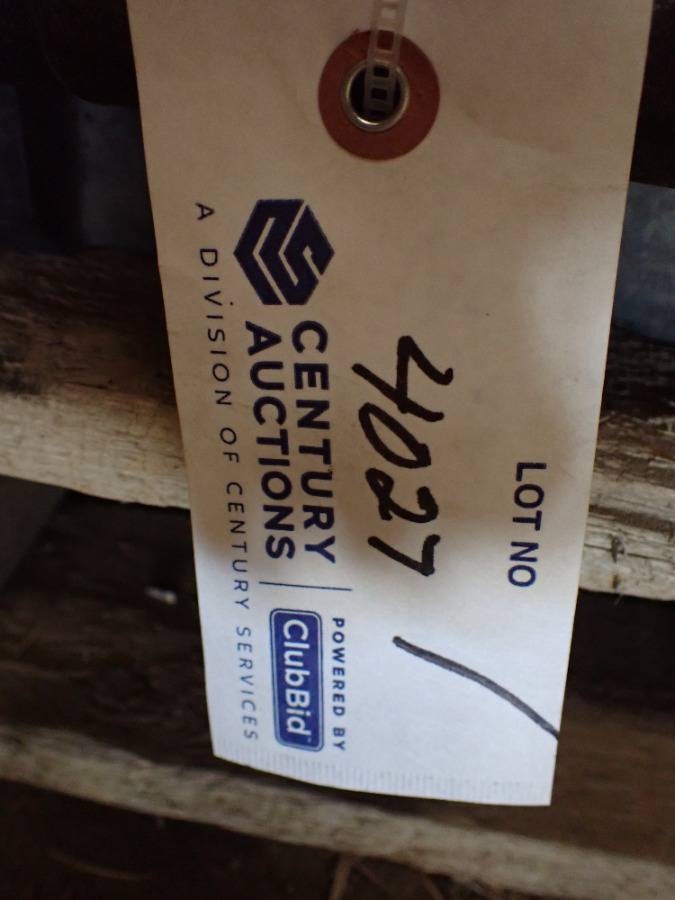 LOT NO
4027
CENTURY
AUCTIONS
A DIVISION OF CENTURY SERVICES
POWERED BY
ClubBid